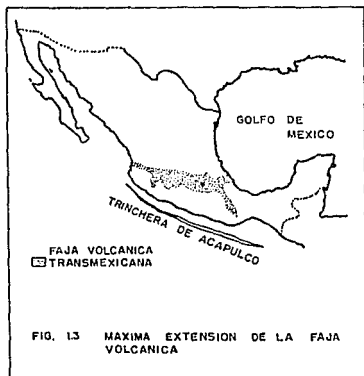 GOLFO DE
MEXICO
TRINCHERA DE ACAPULCO
FAJA VOLCANICA
TRANSMEXICANA
FIG. 1.3 MAXIMA EXTENSION DE LA FAJA
VOLCANICA